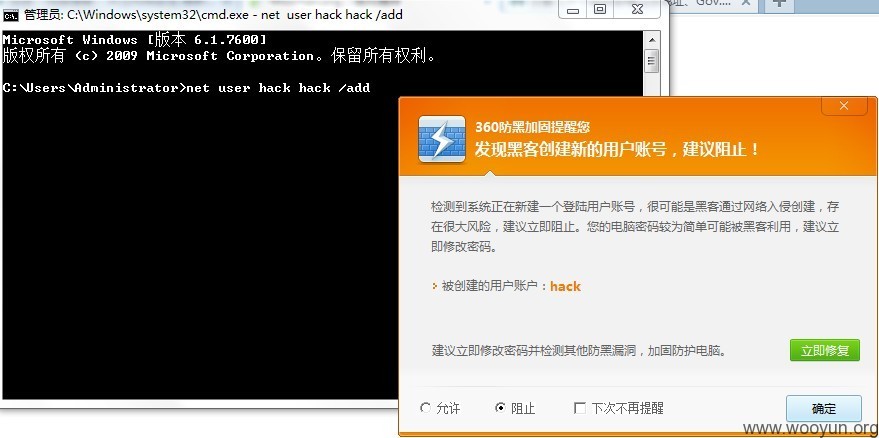 管理员: C:\Windows\system32\cmd.exe - net  user hack hack /add
Microsoft Windows [版本 6.1.7600]
版权所有 (c) 2009 Microsoft Corporation。保留所有权利。
C:\Users\Administrator>net user hack hack /add
址、Gov....
360防黑加固提醒您
发现黑客创建新的用户账号，建议阻止！
检测到系统正在新建一个登陆用户账号，很可能是黑客通过网络入侵创建，存
在很大风险，建议立即阻止。您的电脑密码较为简单可能被黑客利用，建议立
即修改密码。
被创建的用户账户：hack
建议立即修改密码并检测其他防黑漏洞，加固防护电脑。
立即修复
允许
阻止
下次不再提醒
确定
www.wooyun.org